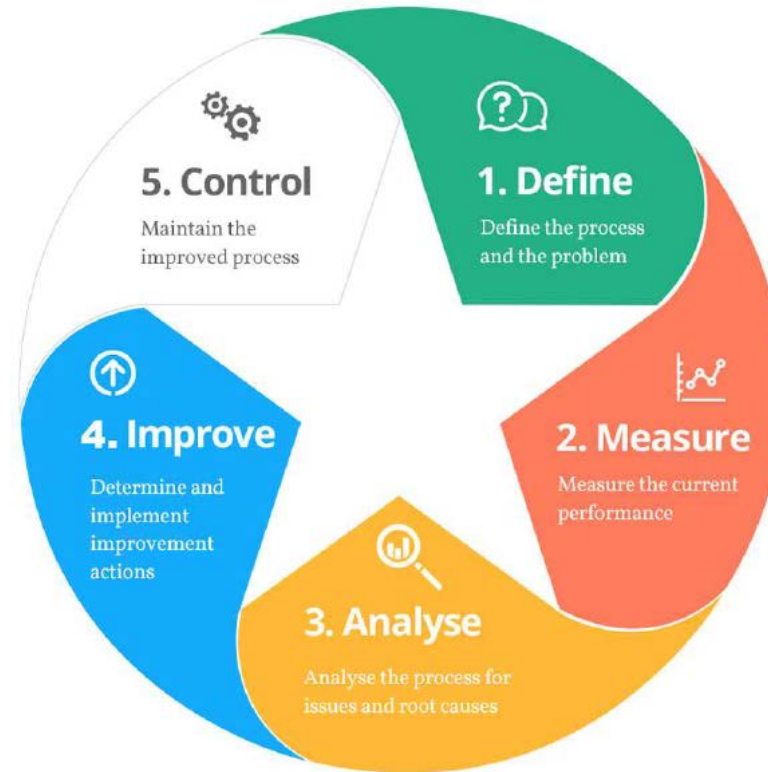 1. Define
Define the process
and the problem
2. Measure
Measure the current
performance
3. Analyse
Analyse the process for
issues and root causes
4. Improve
Determine and
implement
improvement
actions
5. Control
Maintain the
improved process